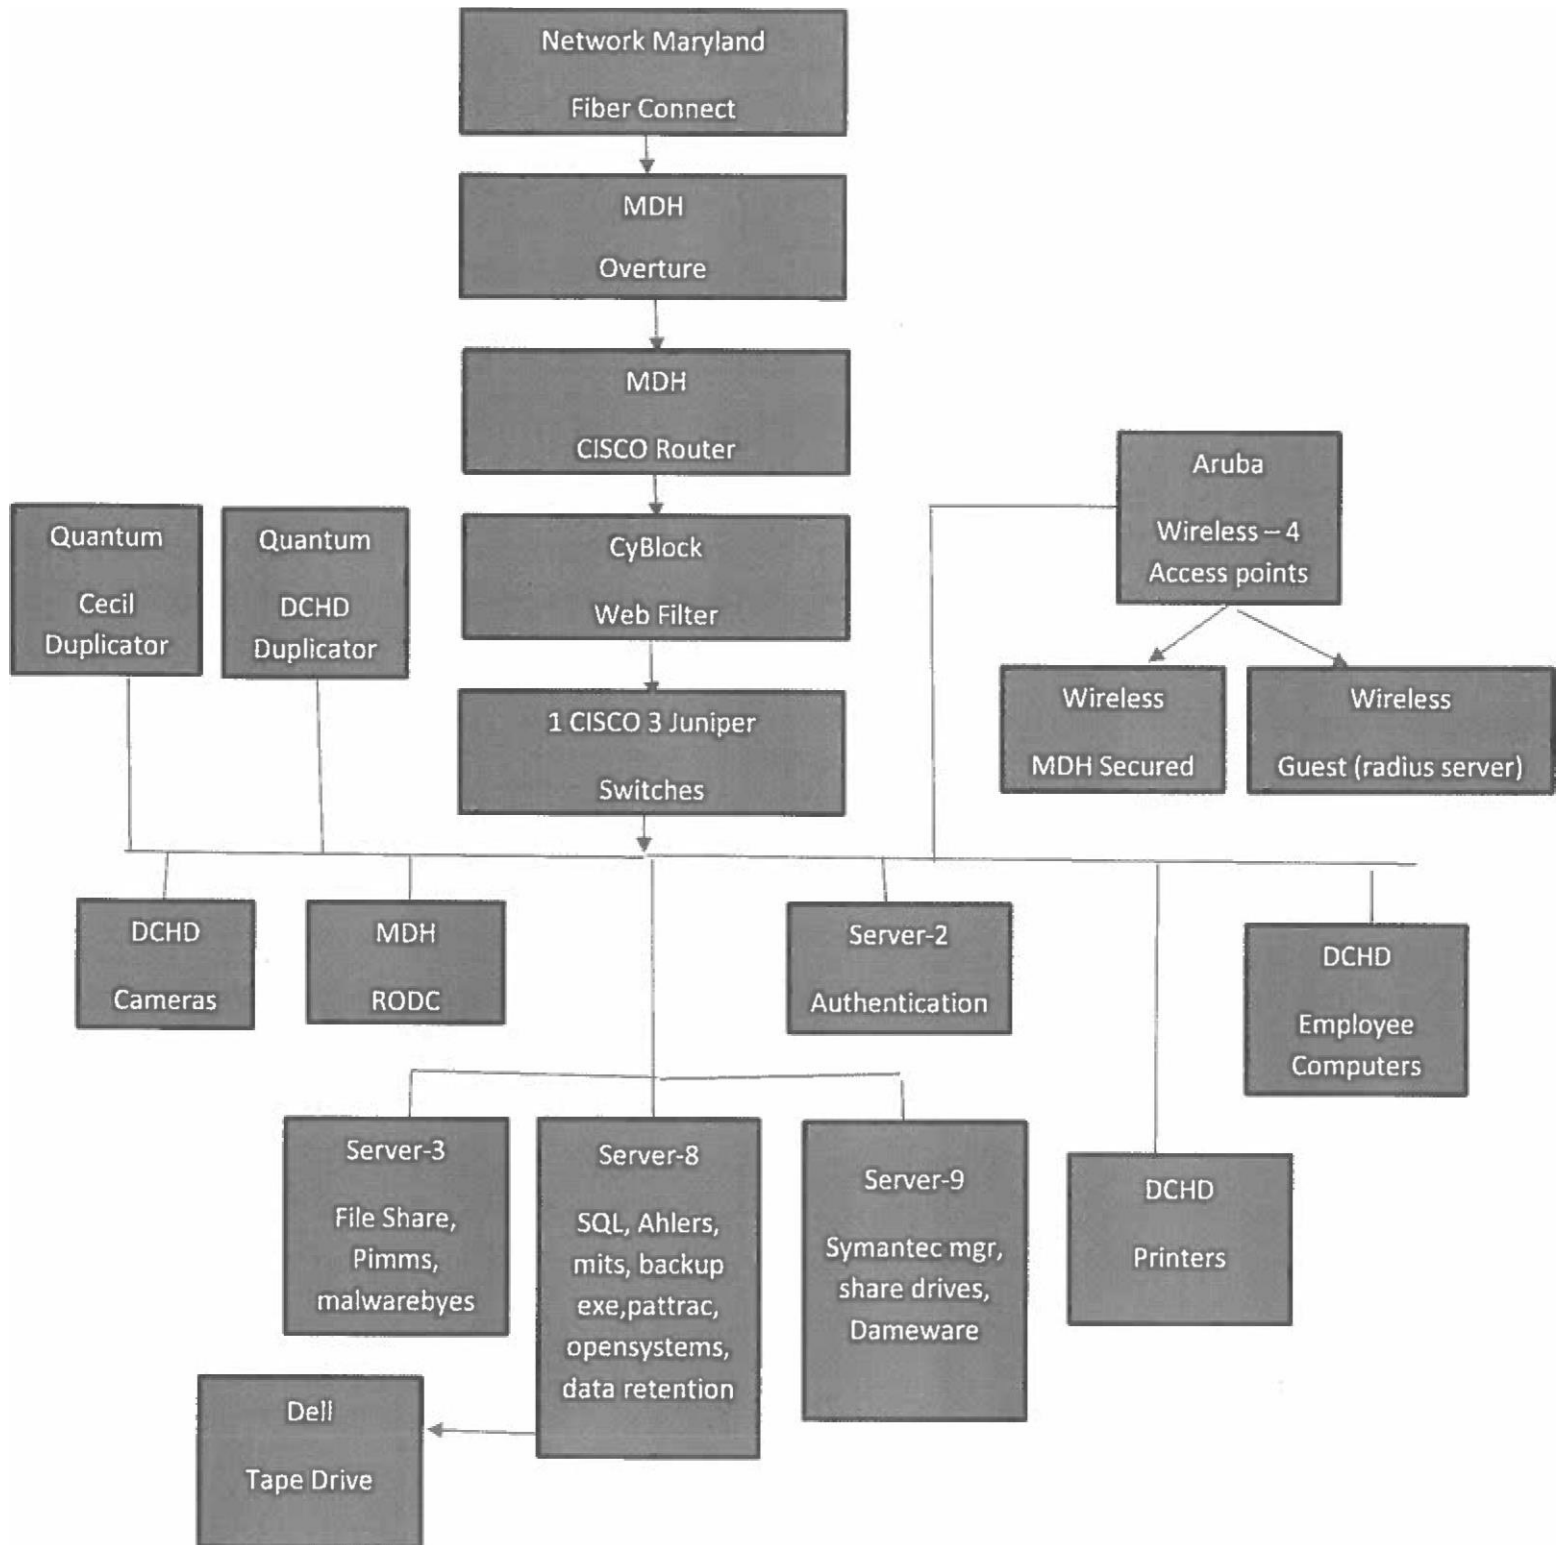 Network Maryland
Fiber Connect
MDH
Overture
MDH
CISCO Router
Aruba
Wireless – 4
Access points
Quantum
Cecil
Duplicator
Quantum
DCHD
Duplicator
CyBlock
Web Filter
1 CISCO 3 Juniper
Switches
Wireless
MDH Secured
Wireless
Guest (radius server)
DCHD
Cameras
MDH
RODC
Server-2
Authentication
DCHD
Employee
Computers
Server-3
File Share,
Pimms,
malwarebyes
Server-8
SQL, Ahlers,
mits, backup
exe,pattrac,
opensystems,
data retention
Server-9
Symantec mgr,
share drives,
Dameware
DCHD
Printers
Dell
Tape Drive